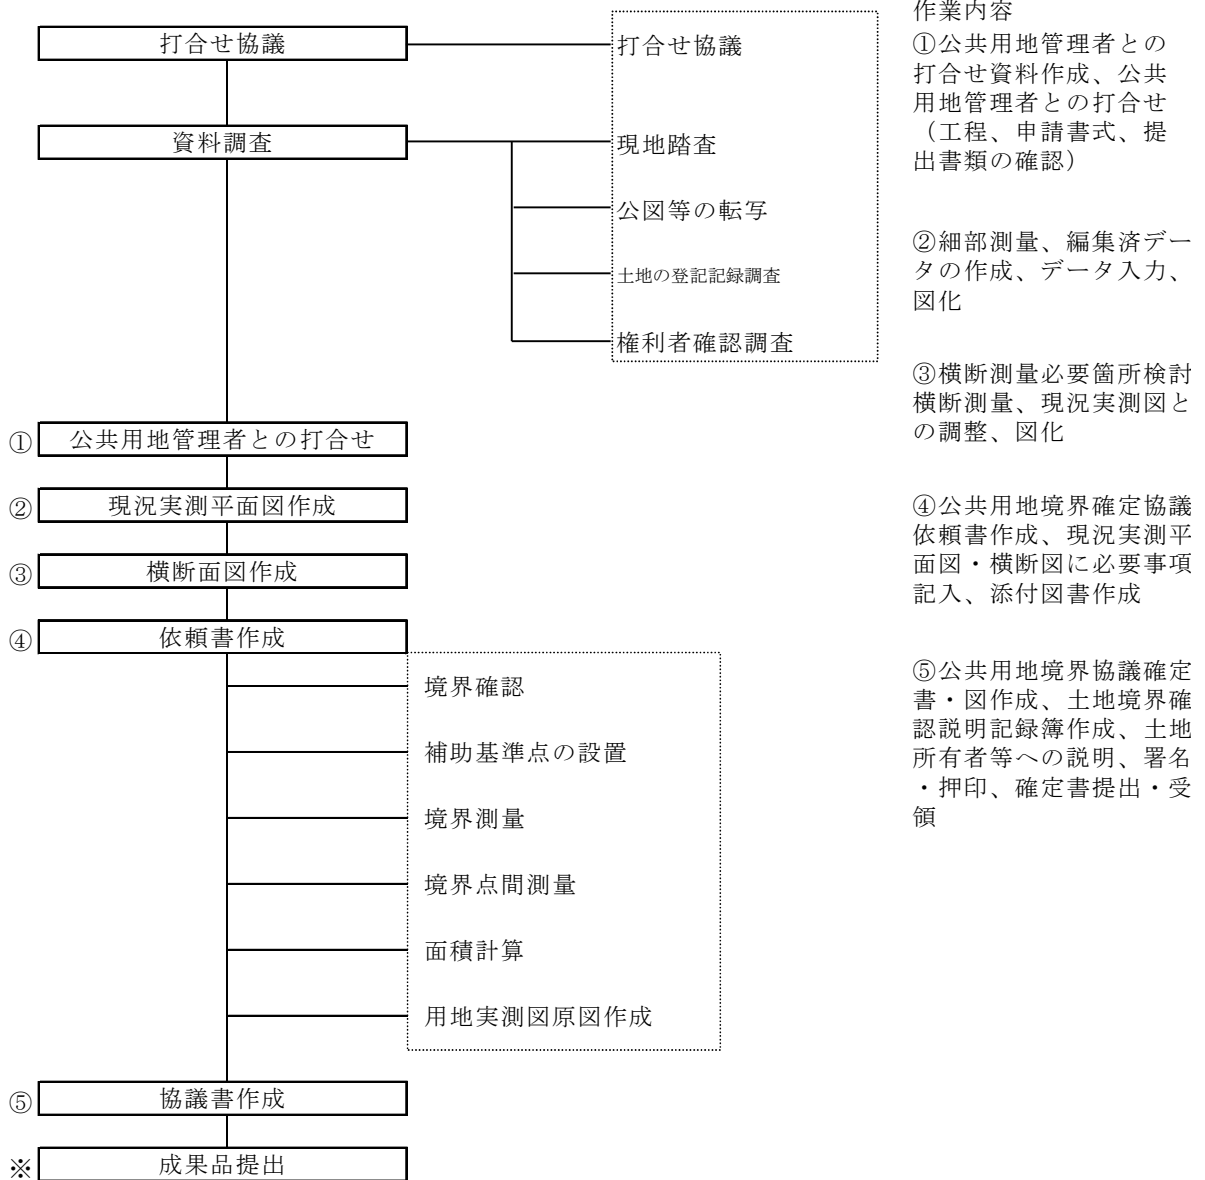 打合せ協議
打合せ協議
資料調査
現地踏査
公図等の転写
土地の登記記録調査
権利者確認調査
① 公共用地管理者との打合せ
② 現況実測平面図作成
③ 横断面図作成
④ 依頼書作成
境界確認
補助基準点の設置
境界測量
境界点間測量
面積計算
用地実測図原図作成
⑤ 協議書作成
※ 成果品提出
作業内容
①公共用地管理者との
打合せ資料作成、公共
用地管理者との打合せ
（工程、申請書式、提
出書類の確認）
②細部測量、編集済デー
タの作成、データ入力、
図化
③横断測量必要箇所検討
横断測量、現況実測図と
の調整、図化
④公共用地境界確定協議
依頼書作成、現況実測平
面図・横断図に必要事項
記入、添付図書作成
⑤公共用地境界協議確定
書・図作成、土地境界確
認説明記録簿作成、土地
所有者等への説明、署名
・押印、確定書提出・受
領